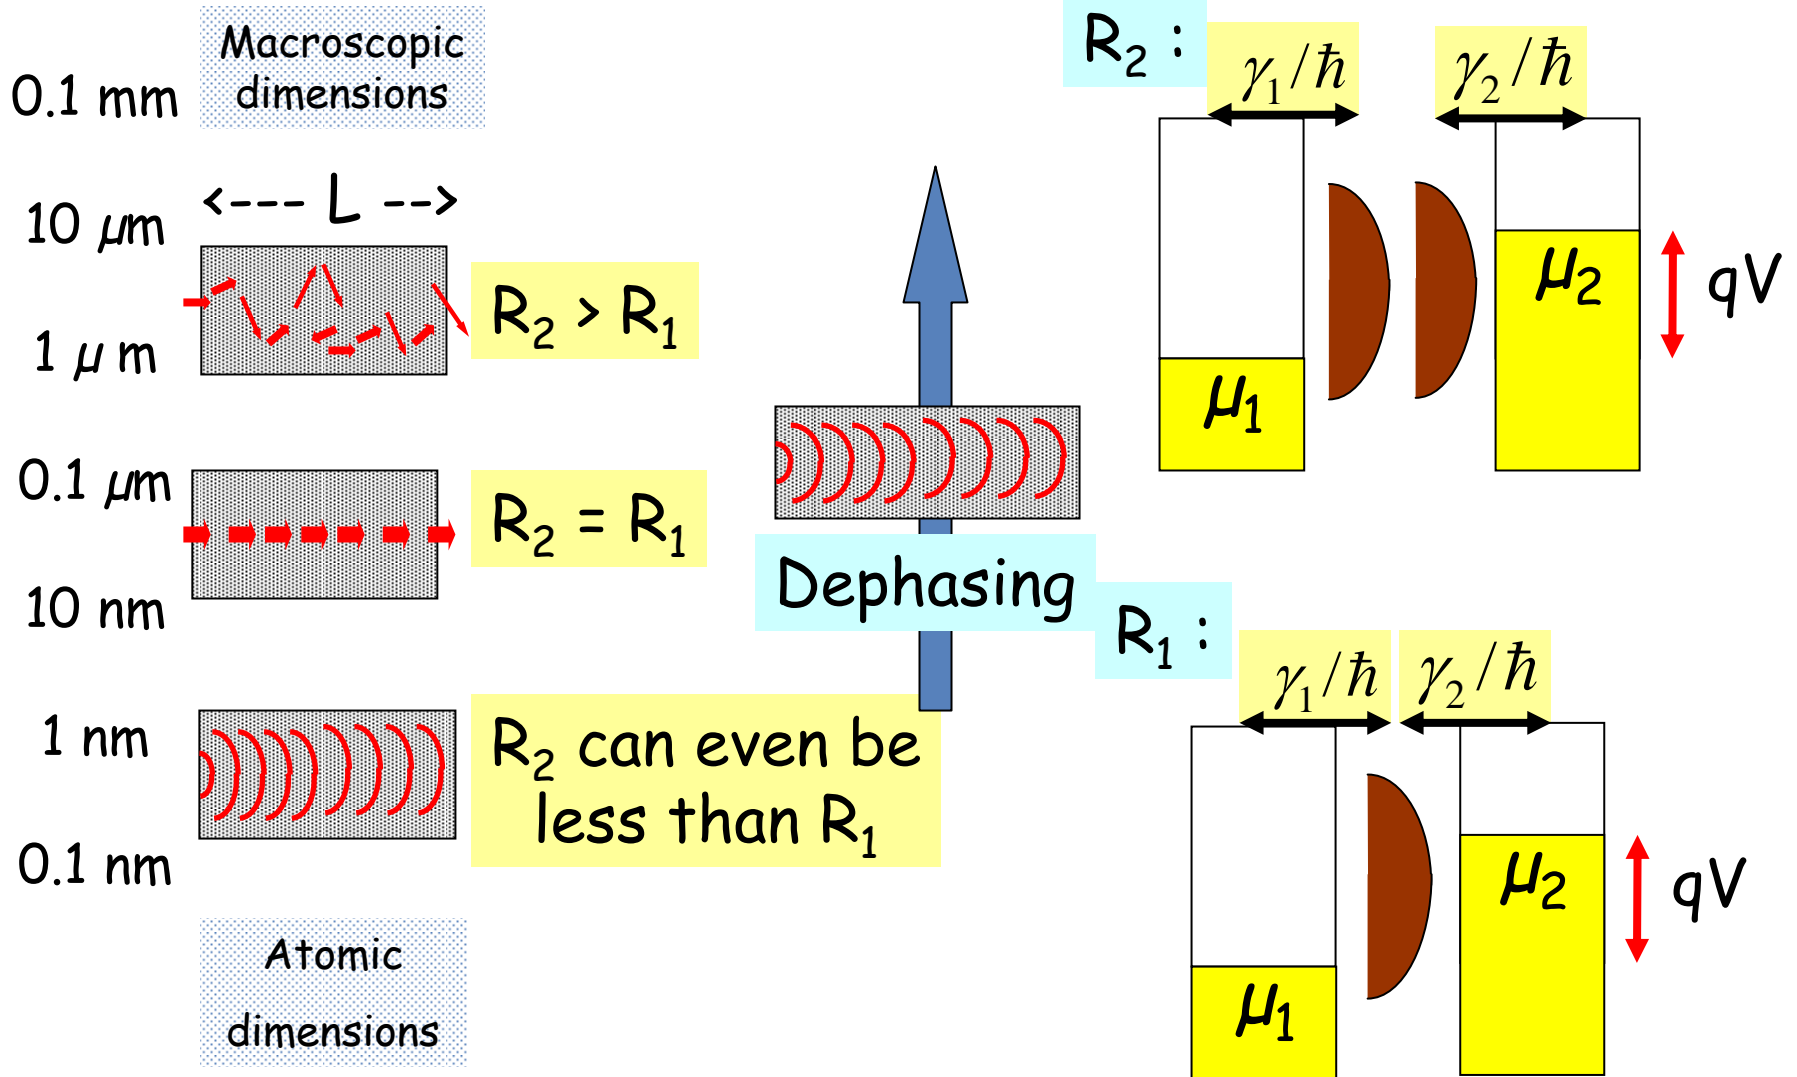 Macroscopic
dimensions
0.1 mm
10 μm
1 μ m
0.1 μm
10 nm
1 nm
0.1 nm
Atomic
dimensions
<--- L -->
R₂ > R₁
R₂ = R₁
R₂ can even be
less than R₁
Dephasing
R₂ :
γ₁/ħ
γ₂/ħ
μ₁
μ₂
qV
R₁ :
γ₁/ħ
γ₂/ħ
μ₁
μ₂
qV